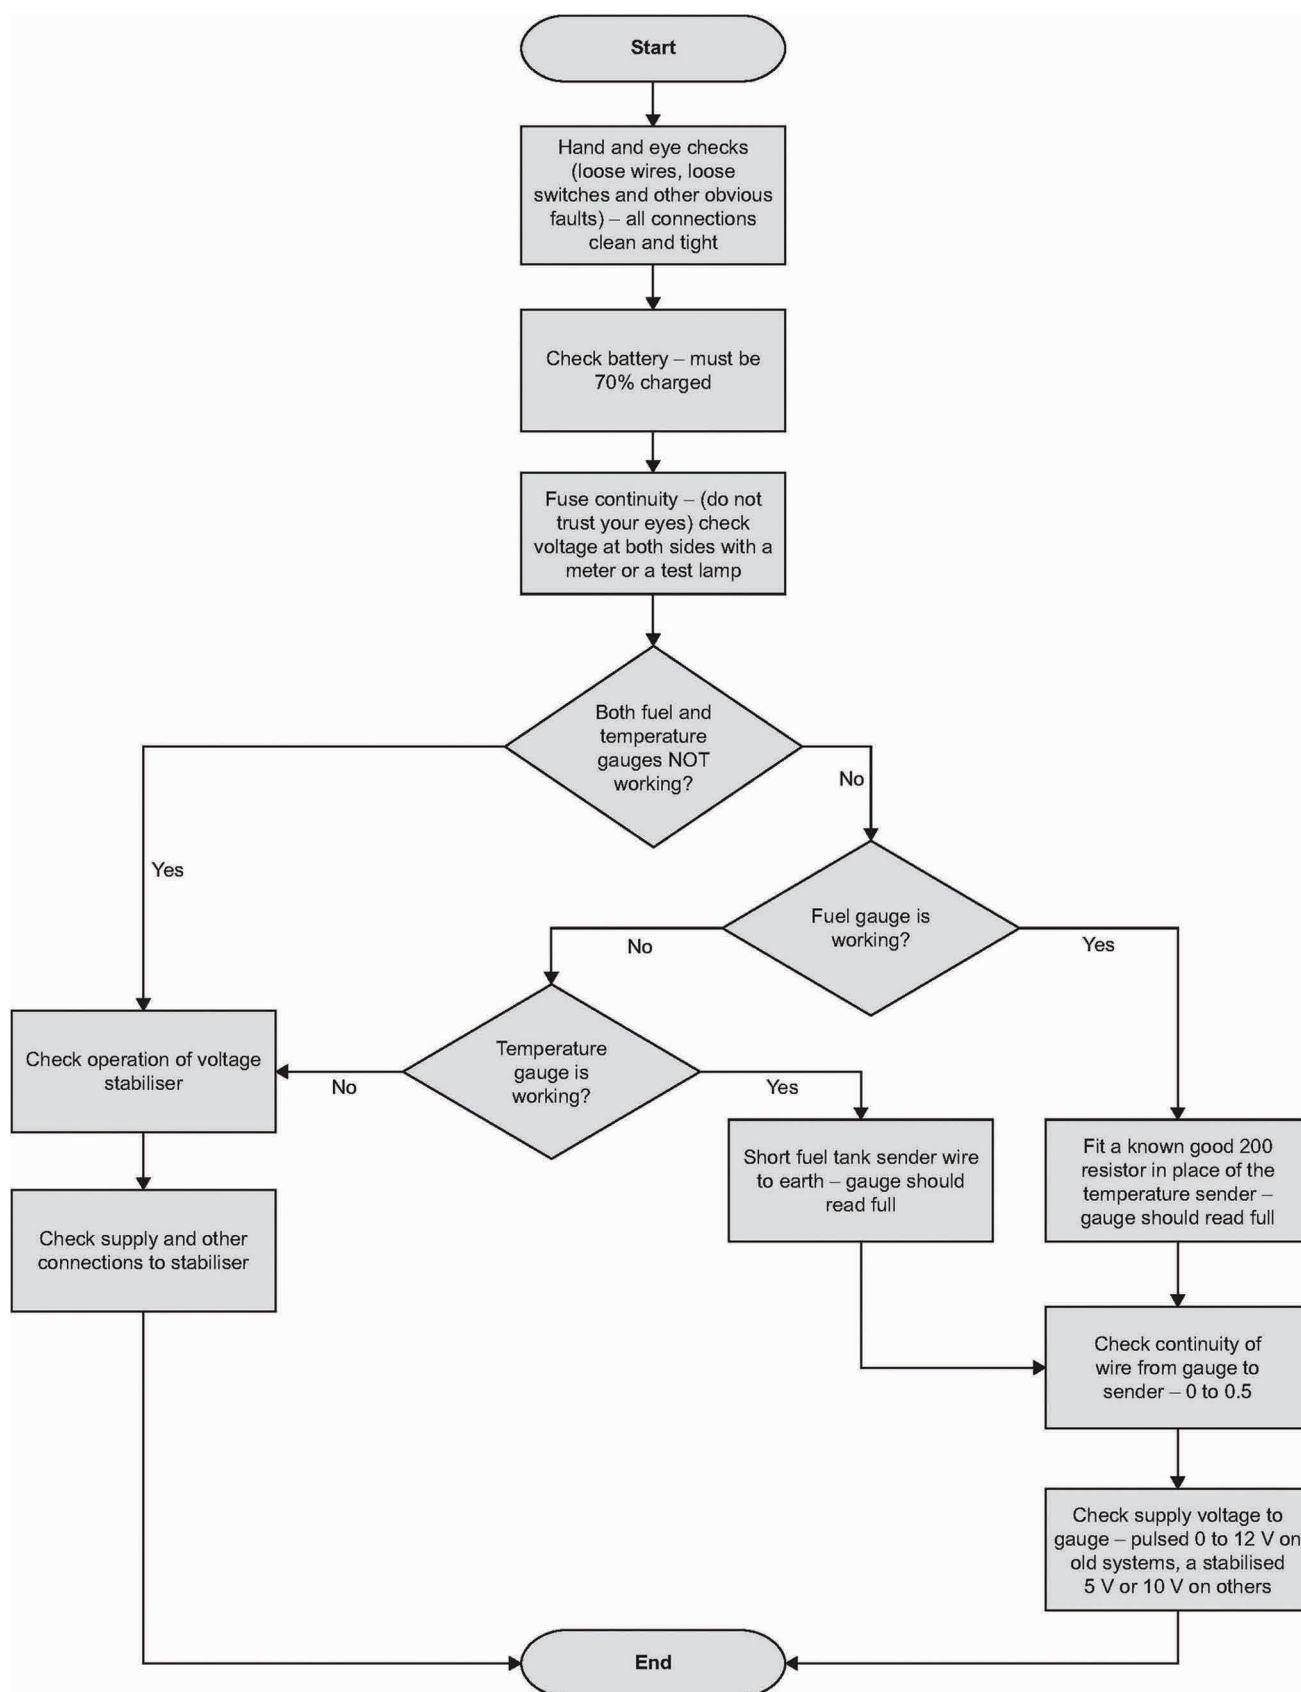 Start
Hand and eye checks
(loose wires, loose
switches and other obvious
faults) – all connections
clean and tight
Check battery – must be
70% charged
Fuse continuity – (do not
trust your eyes) check
voltage at both sides with a
meter or a test lamp
Both fuel and
temperature
gauges NOT
working?
No
Yes
Fuel gauge is
working?
No
Yes
Check operation of voltage
stabiliser
Temperature
gauge is
working?
No
Yes
Short fuel tank sender wire
to earth – gauge should
read full
Fit a known good 200
resistor in place of the
temperature sender –
gauge should read full
Check supply and other
connections to stabiliser
Check continuity of
wire from gauge to
sender – 0 to 0.5
Check supply voltage to
gauge – pulsed 0 to 12 V on
old systems, a stabilised
5 V or 10 V on others
End